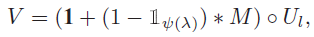 V = (𝟏 + (1 − 𝟙_{ψ(λ)}) ∗ M) ∘ U_l,